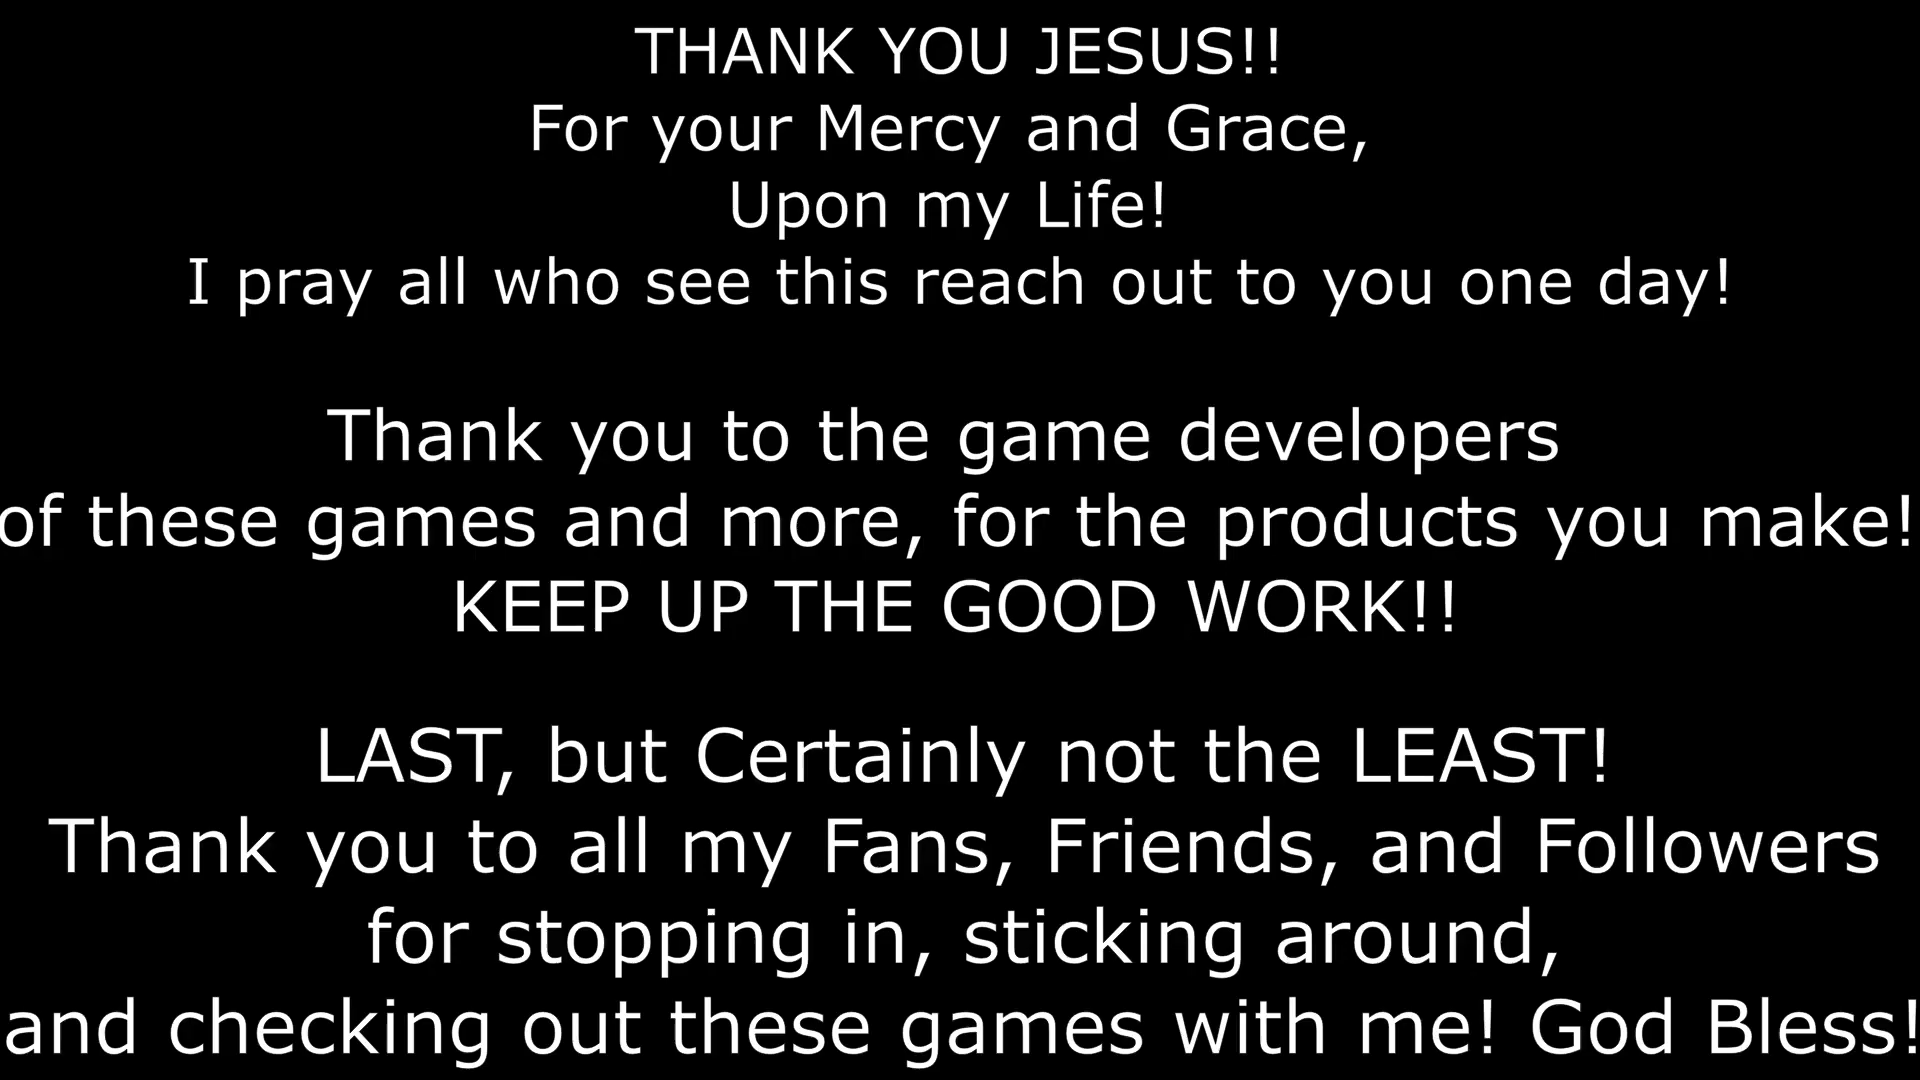 THANK YOU JESUS!!
For your Mercy and Grace,
Upon my Life!
I pray all who see this reach out to you one day!
Thank you to the game developers
of these games and more, for the products you make!
KEEP UP THE GOOD WORK!!
LAST, but Certainly not the LEAST!
Thank you to all my Fans, Friends, and Followers
for stopping in, sticking around,
and checking out these games with me! God Bless!